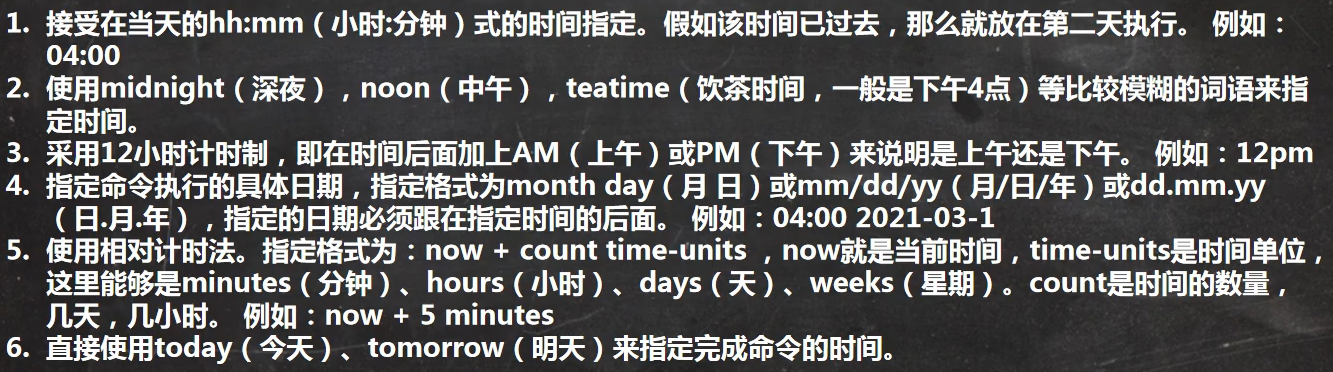 1. 接受在当天的hh:mm（小时:分钟）式的时间指定。假如该时间已过去，那么就放在第二天执行。 例如：
04:00
2. 使用midnight（深夜），noon（中午），teatime（饮茶时间，一般是下午4点）等比较模糊的词语来指
定时间。
3. 采用12小时计时制，即在时间后面加上AM（上午）或PM（下午）来说明是上午还是下午。 例如：12pm
4. 指定命令执行的具体日期，指定格式为month day（月 日）或mm/dd/yy（月/日/年）或dd.mm.yy
（日.月.年），指定的日期必须跟在指定时间的后面。 例如：04:00 2021-03-1
5. 使用相对计时法。指定格式为：now + count time-units ，now就是当前时间，time-units是时间单位，
这里能够是minutes（分钟）、hours（小时）、days（天）、weeks（星期）。count是时间的数量，
几天，几小时。 例如：now + 5 minutes
6. 直接使用today（今天）、tomorrow（明天）来指定完成命令的时间。